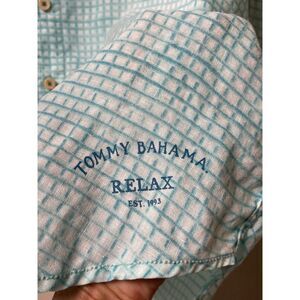 TOMMY BAHAMA.
RELAX
EST. 1993